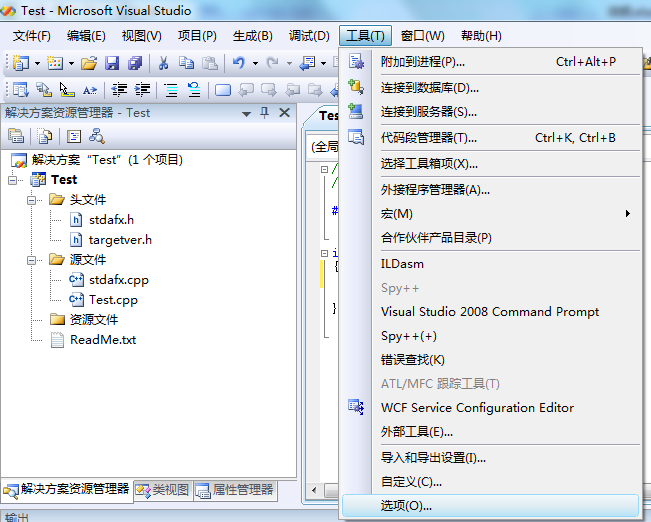 Test - Microsoft Visual Studio
文件(F) 编辑(E) 视图(V) 项目(P) 生成(B) 调试(D) 工具(T) 窗口(W) 帮助(H)
附加到进程(P)... Ctrl+Alt+P
连接到数据库(D)...
连接到服务器(S)...
代码段管理器(T)... Ctrl+K, Ctrl+B
选择工具箱项(X)...
外接程序管理器(A)...
宏(M)
合作伙伴产品目录(P)
ILDasm
Spy++
Visual Studio 2008 Command Prompt
Spy++(+)
错误查找(K)
ATL/MFC 跟踪工具(T)
WCF Service Configuration Editor
外部工具(E)...
导入和导出设置(I)...
自定义(C)...
选项(O)...
解决方案资源管理器 - Test
解决方案 “Test” (1 个项目)
Test
头文件
stdafx.h
targetver.h
源文件
stdafx.cpp
Test.cpp
资源文件
ReadMe.txt
Tes
(全局
/
/
#
i
{
}
解决方案资源管理器 类视图 属性管理器
输出